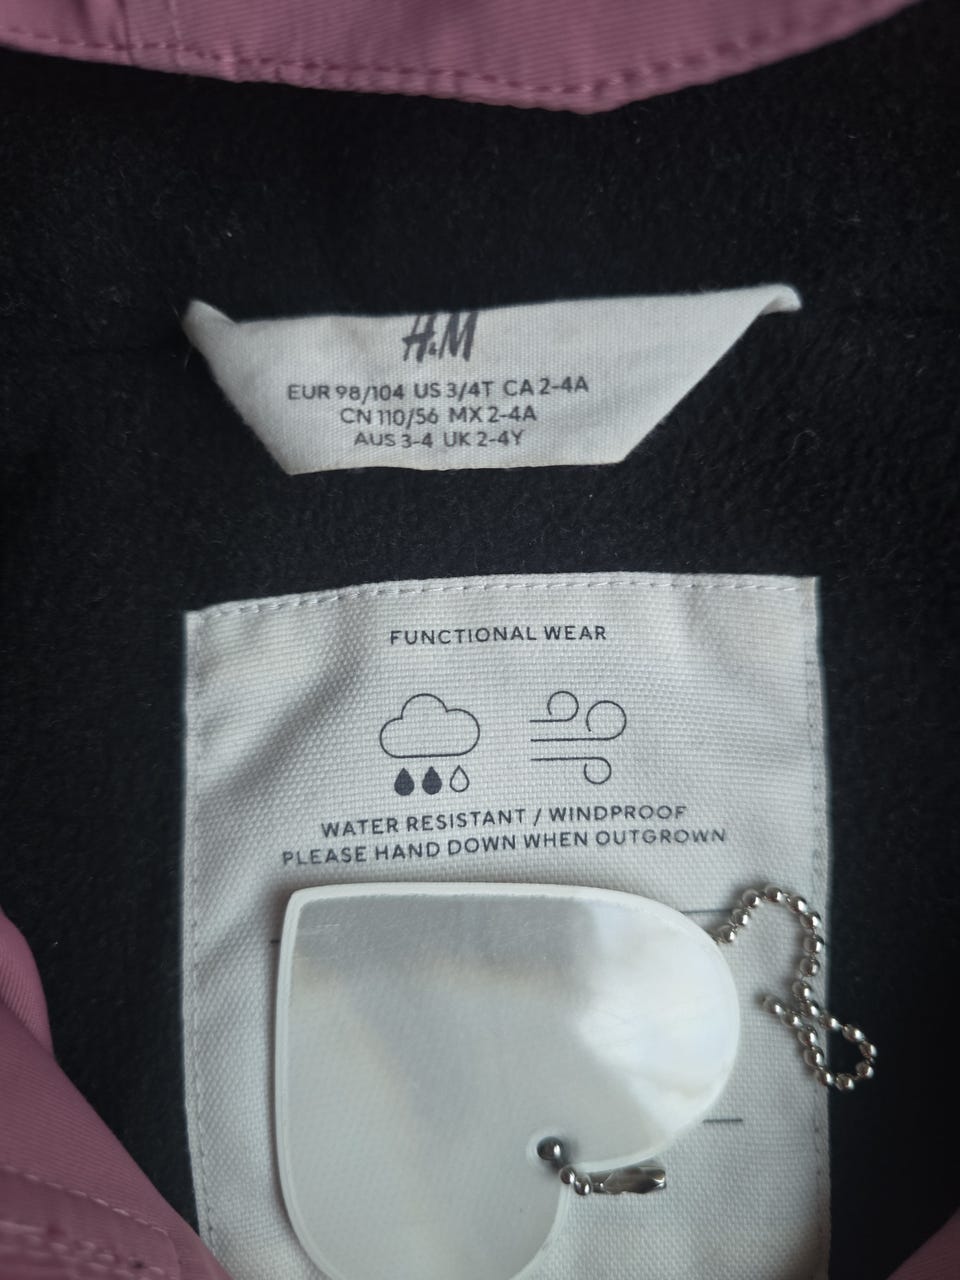 H&M
EUR 98/104 US 3/4T CA 2-4A
CN 110/56 MX 2-4A
AUS 3-4 UK 2-4Y
FUNCTIONAL WEAR
WATER RESISTANT / WINDPROOF
PLEASE HAND DOWN WHEN OUTGROWN